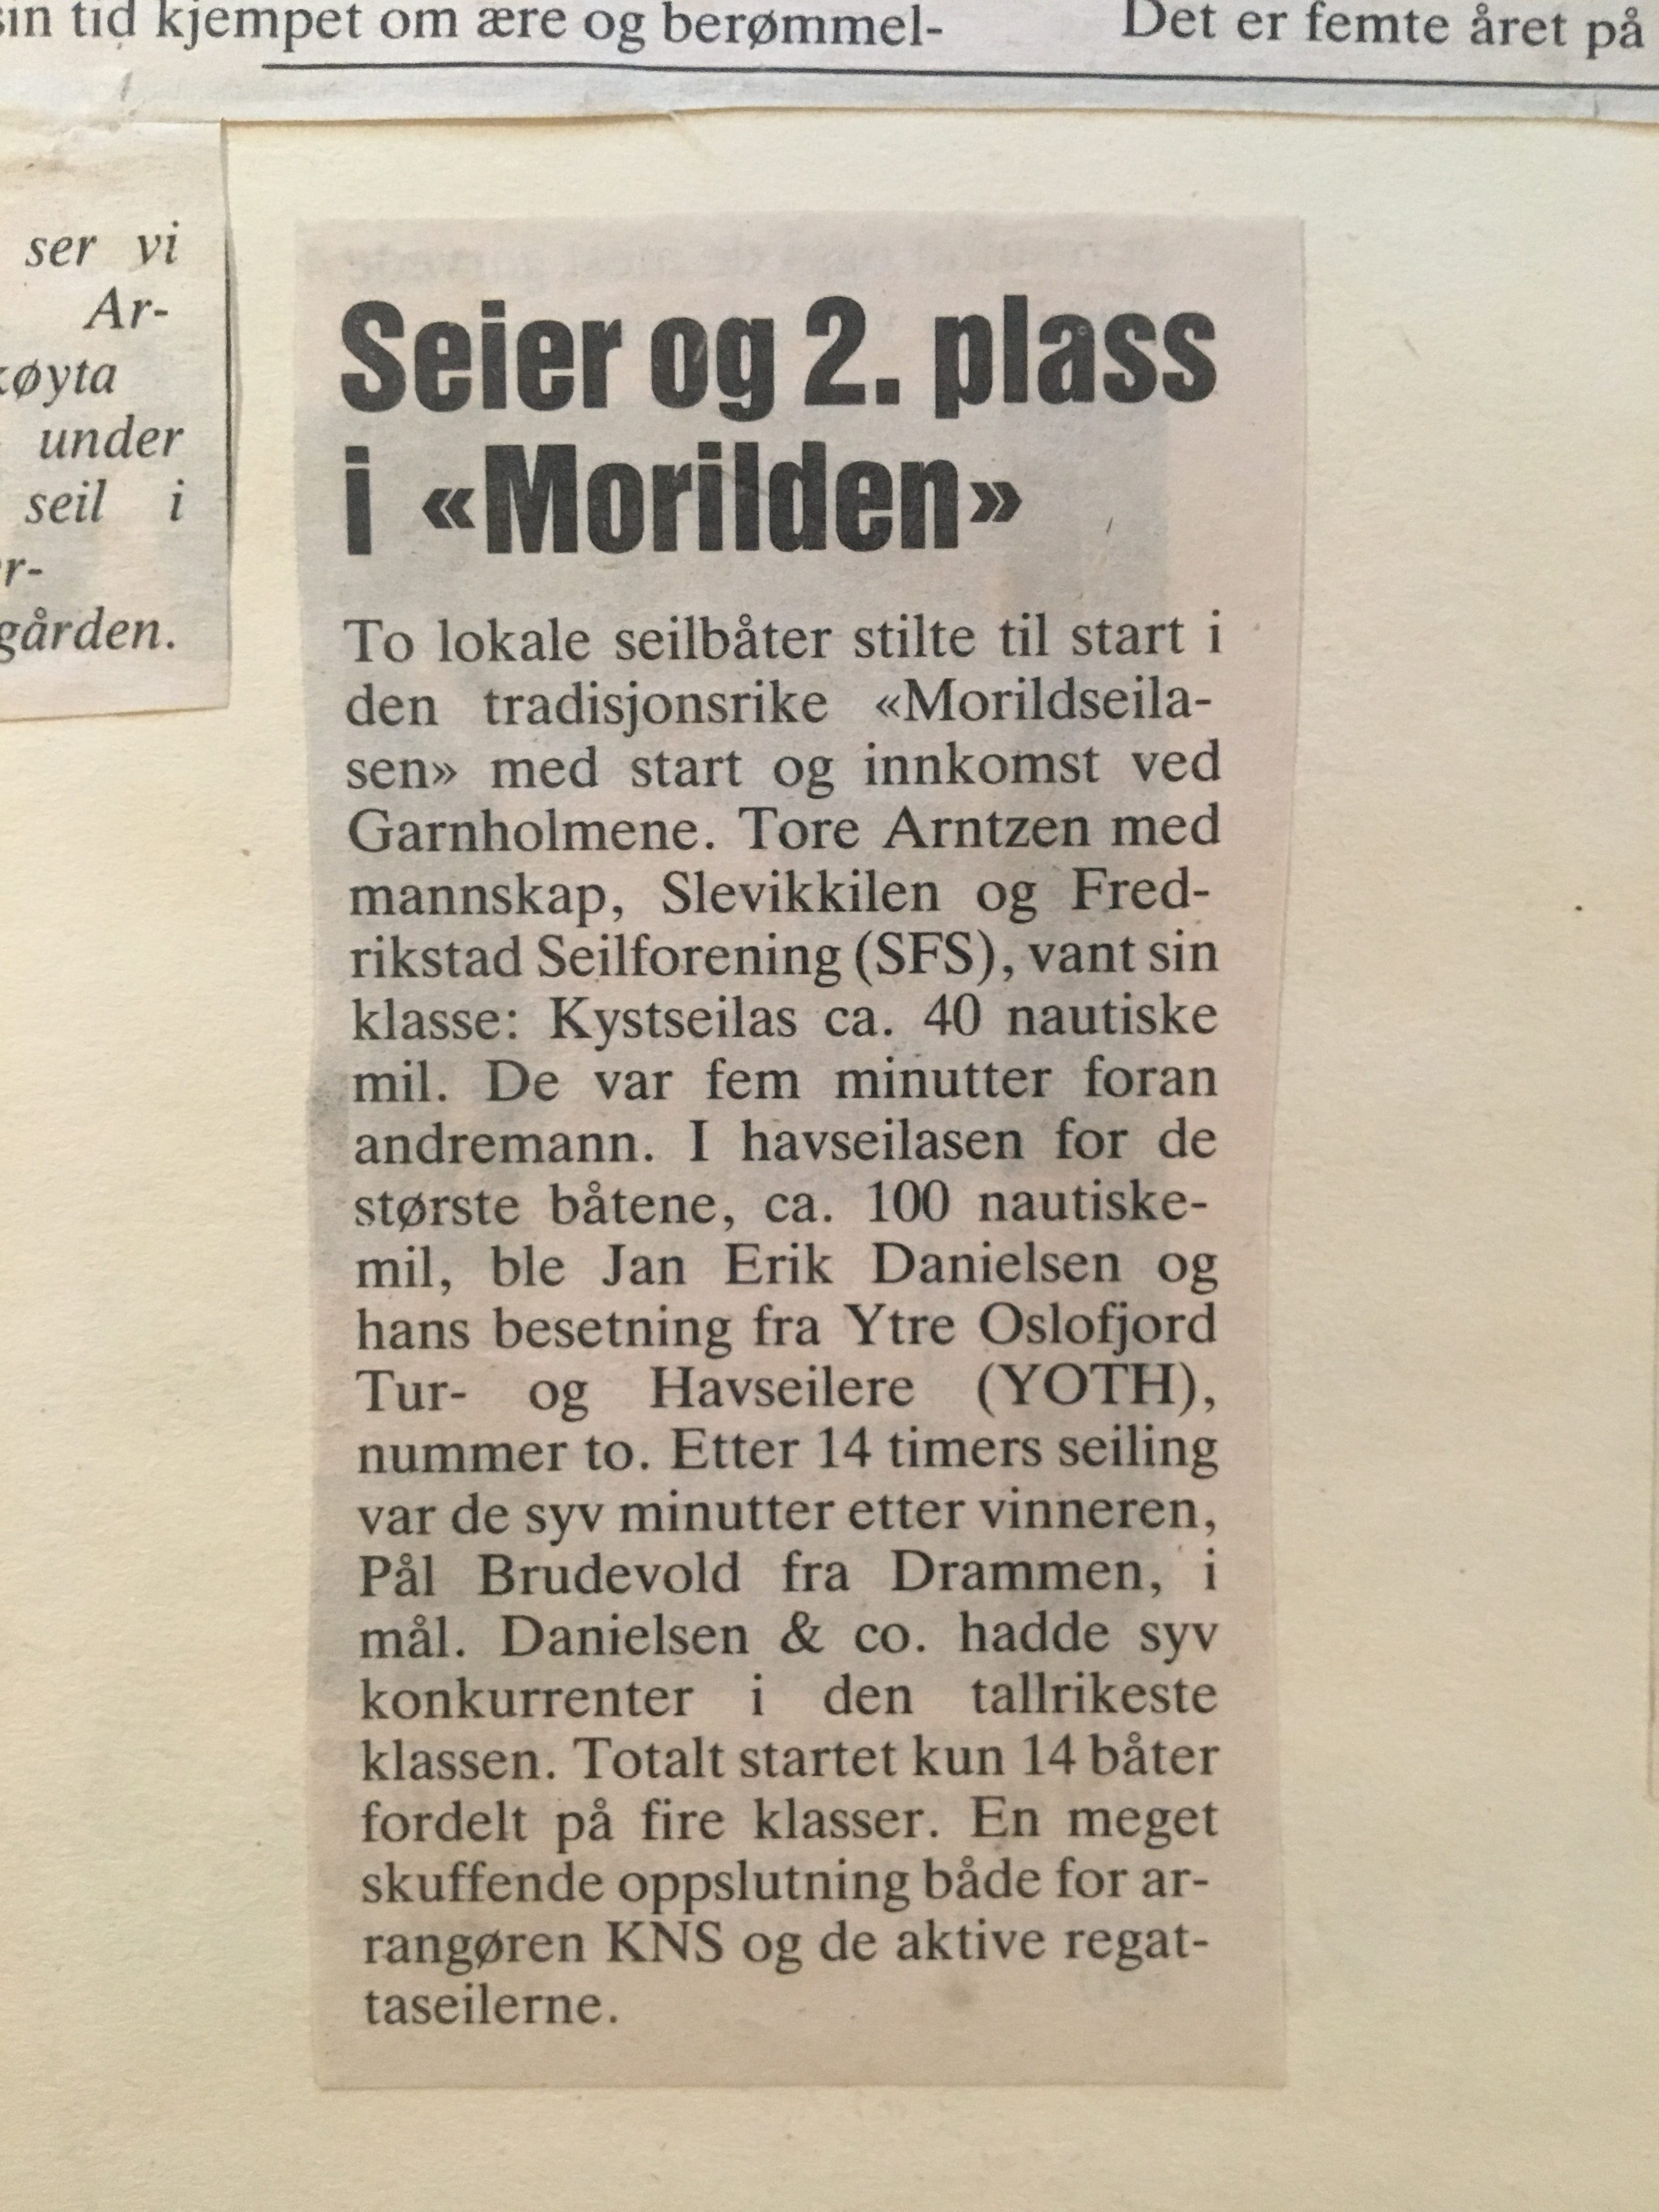 sin tid kjempet om ære og berømmel-
Det er femte året på
ser vi
Ar-
køyta
under
seil i
r-
gården.
Seier og 2. plass
i «Morilden»
To lokale seilbåter stilte til start i
den tradisjonsrike «Morildseila-
sen» med start og innkomst ved
Garnholmene. Tore Arntzen med
mannskap, Slevikkilen og Fred-
rikstad Seilforening (SFS), vant sin
klasse: Kystseilas ca. 40 nautiske
mil. De var fem minutter foran
andremann. I havseilasen for de
største båtene, ca. 100 nautiske-
mil, ble Jan Erik Danielsen og
hans besetning fra Ytre Oslofjord
Tur- og Havseilere (YOTH),
nummer to. Etter 14 timers seiling
var de syv minutter etter vinneren,
Pål Brudevold fra Drammen, i
mål. Danielsen & co. hadde syv
konkurrenter i den tallrikeste
klassen. Totalt startet kun 14 båter
fordelt på fire klasser. En meget
skuffende oppslutning både for ar-
rangøren KNS og de aktive regat-
taseilerne.